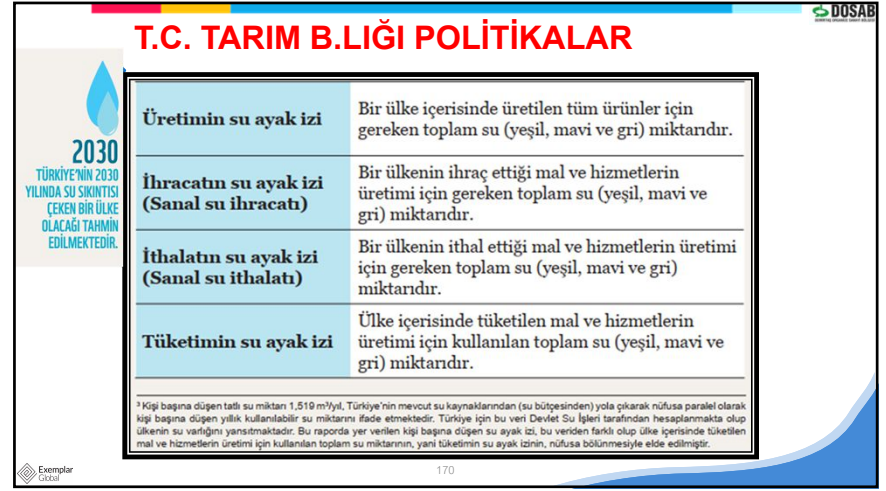 DOSAB
T.C. TARIM B.LIĞI POLİTİKALAR
2030
TÜRKİYE'NİN 2030
YILINDA SU SIKINTISI
ÇEKEN BİR ÜLKE
OLACAĞI TAHMİN
EDİLMEKTEDİR.
Üretimin su ayak izi
Bir ülke içerisinde üretilen tüm ürünler için
gereken toplam su (yeşil, mavi ve gri) miktarıdır.
İhracatın su ayak izi
(Sanal su ihracatı)
Bir ülkenin ihraç ettiği mal ve hizmetlerin
üretimi için gereken toplam su (yeşil, mavi ve
gri) miktarıdır.
İthalatın su ayak izi
(Sanal su ithalatı)
Bir ülkenin ithal ettiği mal ve hizmetlerin üretimi
için gereken toplam su (yeşil, mavi ve gri)
miktarıdır.
Tüketimin su ayak izi
Ülke içerisinde tüketilen mal ve hizmetlerin
üretimi için kullanılan toplam su (yeşil, mavi ve
gri) miktarıdır.
³ Kişi başına düşen tatlı su miktarı 1,519 m³/yıl, Türkiye'nin mevcut su kaynaklarından (su bütçesinden) yola çıkarak nüfusa paralel olarak
kişi başına düşen yıllık kullanılabilir su miktarını ifade etmektedir. Türkiye için bu veri Devlet Su İşleri tarafından hesaplanmakta olup
ülkenin su varlığını yansıtmaktadır. Bu raporda yer verilen kişi başına düşen su ayak izi, bu veriden farklı olup ülke içerisinde tüketilen
mal ve hizmetlerin üretimi için kullanılan toplam su miktarının, yani tüketimin su ayak izinin, nüfusa bölünmesiyle elde edilmiştir.
Exemplar
Global
170